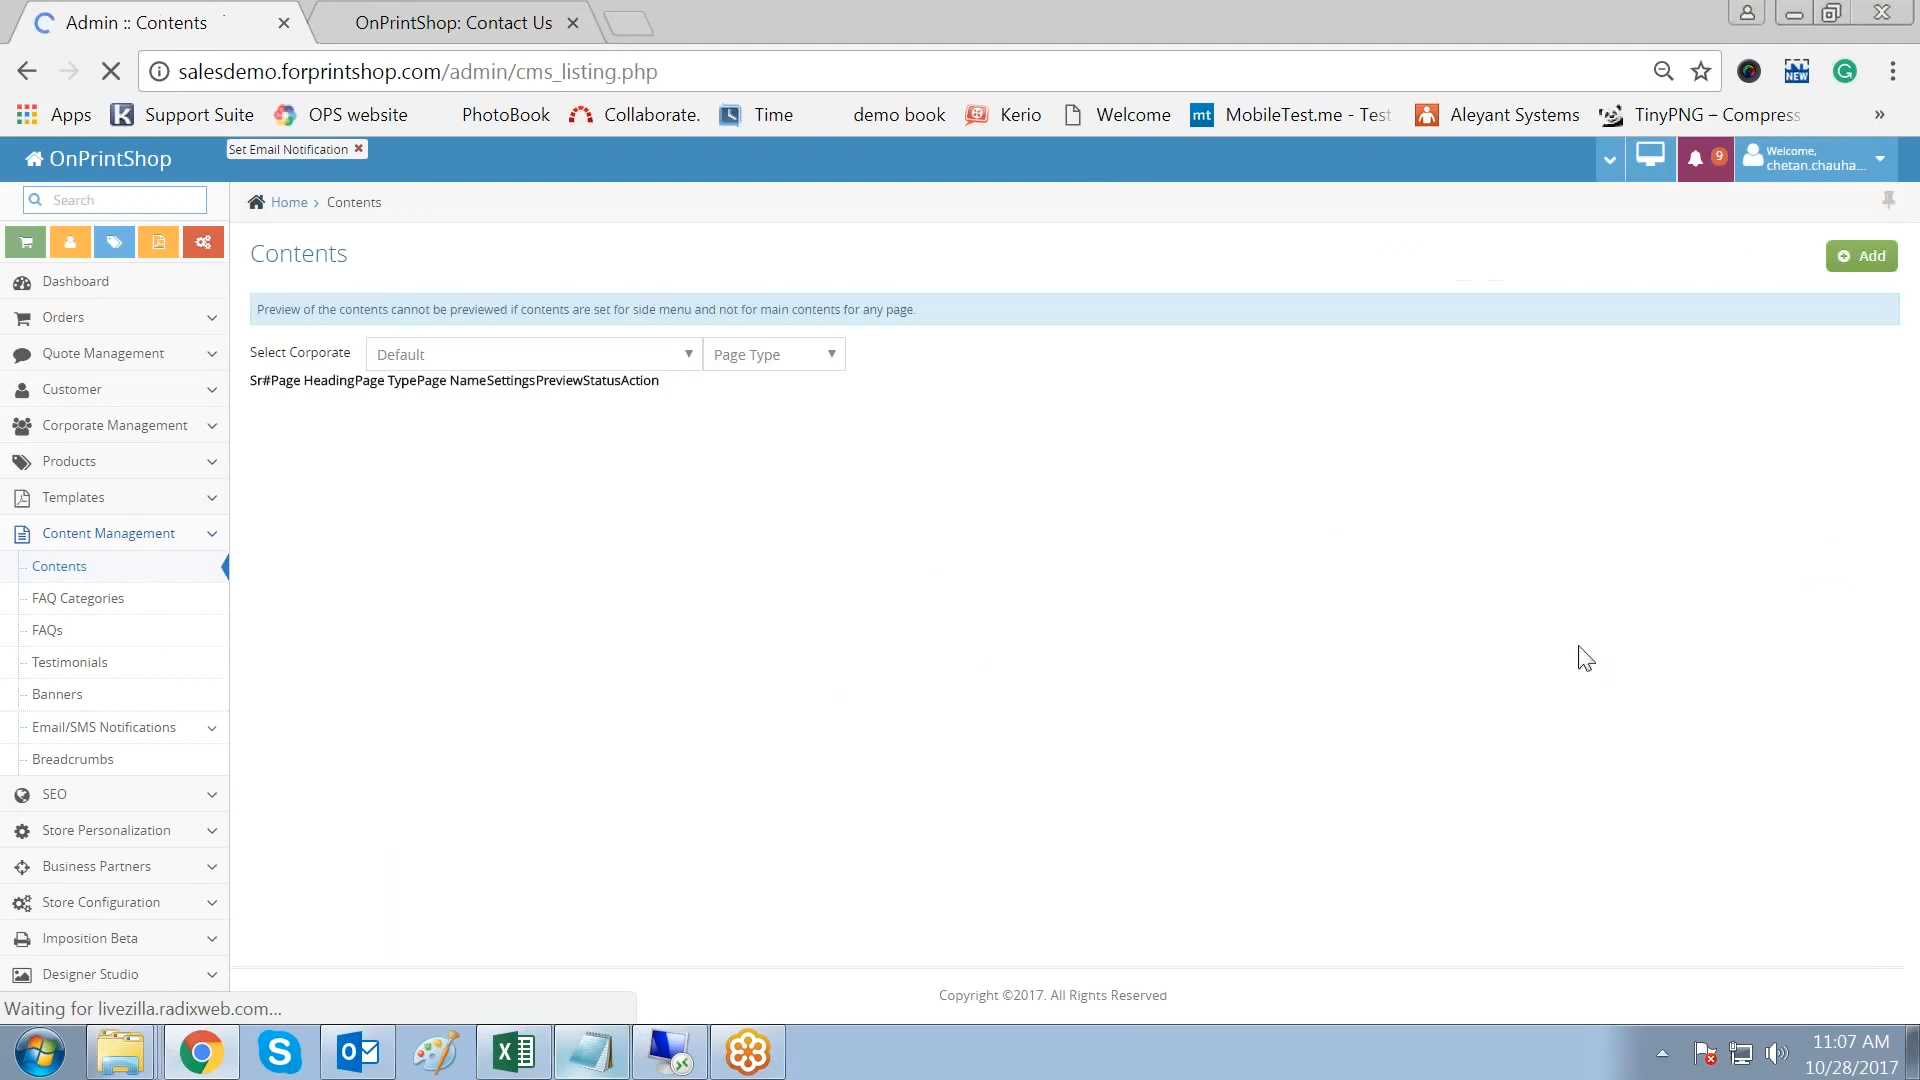 Admin :: Contents
OnPrintShop: Contact Us
salesdemo.forprintshop.com/admin/cms_listing.php
NEW
G
Apps
K
Support Suite
OPS website
PhotoBook
Collaborate.
Time
demo book
Kerio
Welcome
mt
MobileTest.me - Test
Aleyant Systems
TinyPNG – Compress
»
OnPrintShop
Set Email Notification
9
Welcome,
chetan.chauha...
Search
Home > Contents
Contents
Add
Preview of the contents cannot be previewed if contents are set for side menu and not for main contents for any page.
Select Corporate
Default
Page Type
Sr#Page HeadingPage TypePage NameSettingsPreviewStatusAction
Dashboard
Orders
Quote Management
Customer
Corporate Management
Products
Templates
Content Management
Contents
FAQ Categories
FAQs
Testimonials
Banners
Email/SMS Notifications
Breadcrumbs
SEO
Store Personalization
Business Partners
Store Configuration
Imposition Beta
Designer Studio
Copyright ©2017. All Rights Reserved
Waiting for livezilla.radixweb.com...
11:07 AM
10/28/2017